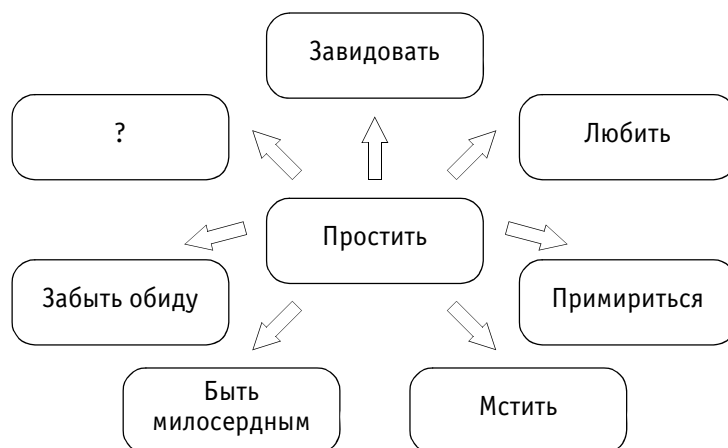 Завидовать
?
Любить
Простить
Забыть обиду
Примириться
Быть
милосердным
Мстить